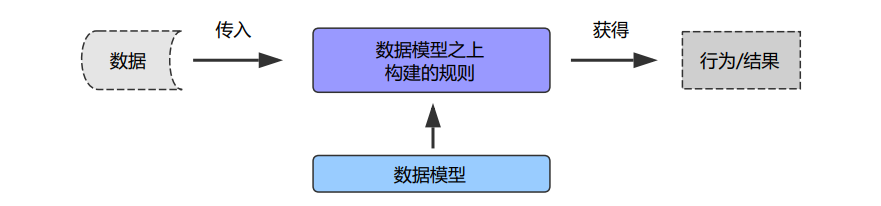 传入
获得
数据
数据模型之上
构建的规则
行为/结果
数据模型